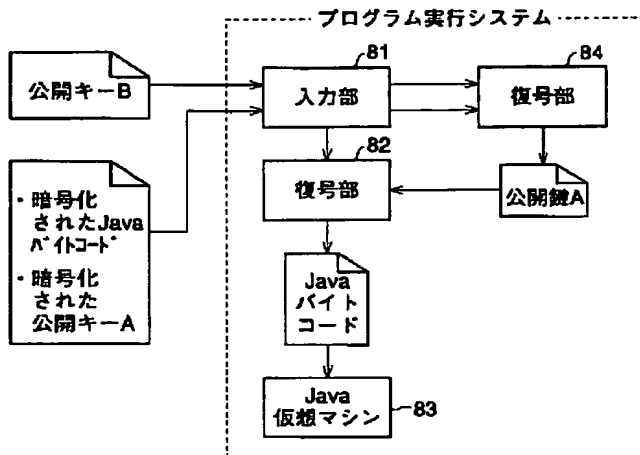 プログラム実行システム
公開キーB
81
入力部
84
復号部
82
復号部
公開鍵A
・暗号化
されたJava
バイトコード
・暗号化
された
公開キーA
Java
バイト
コード
Java
仮想マシン
83